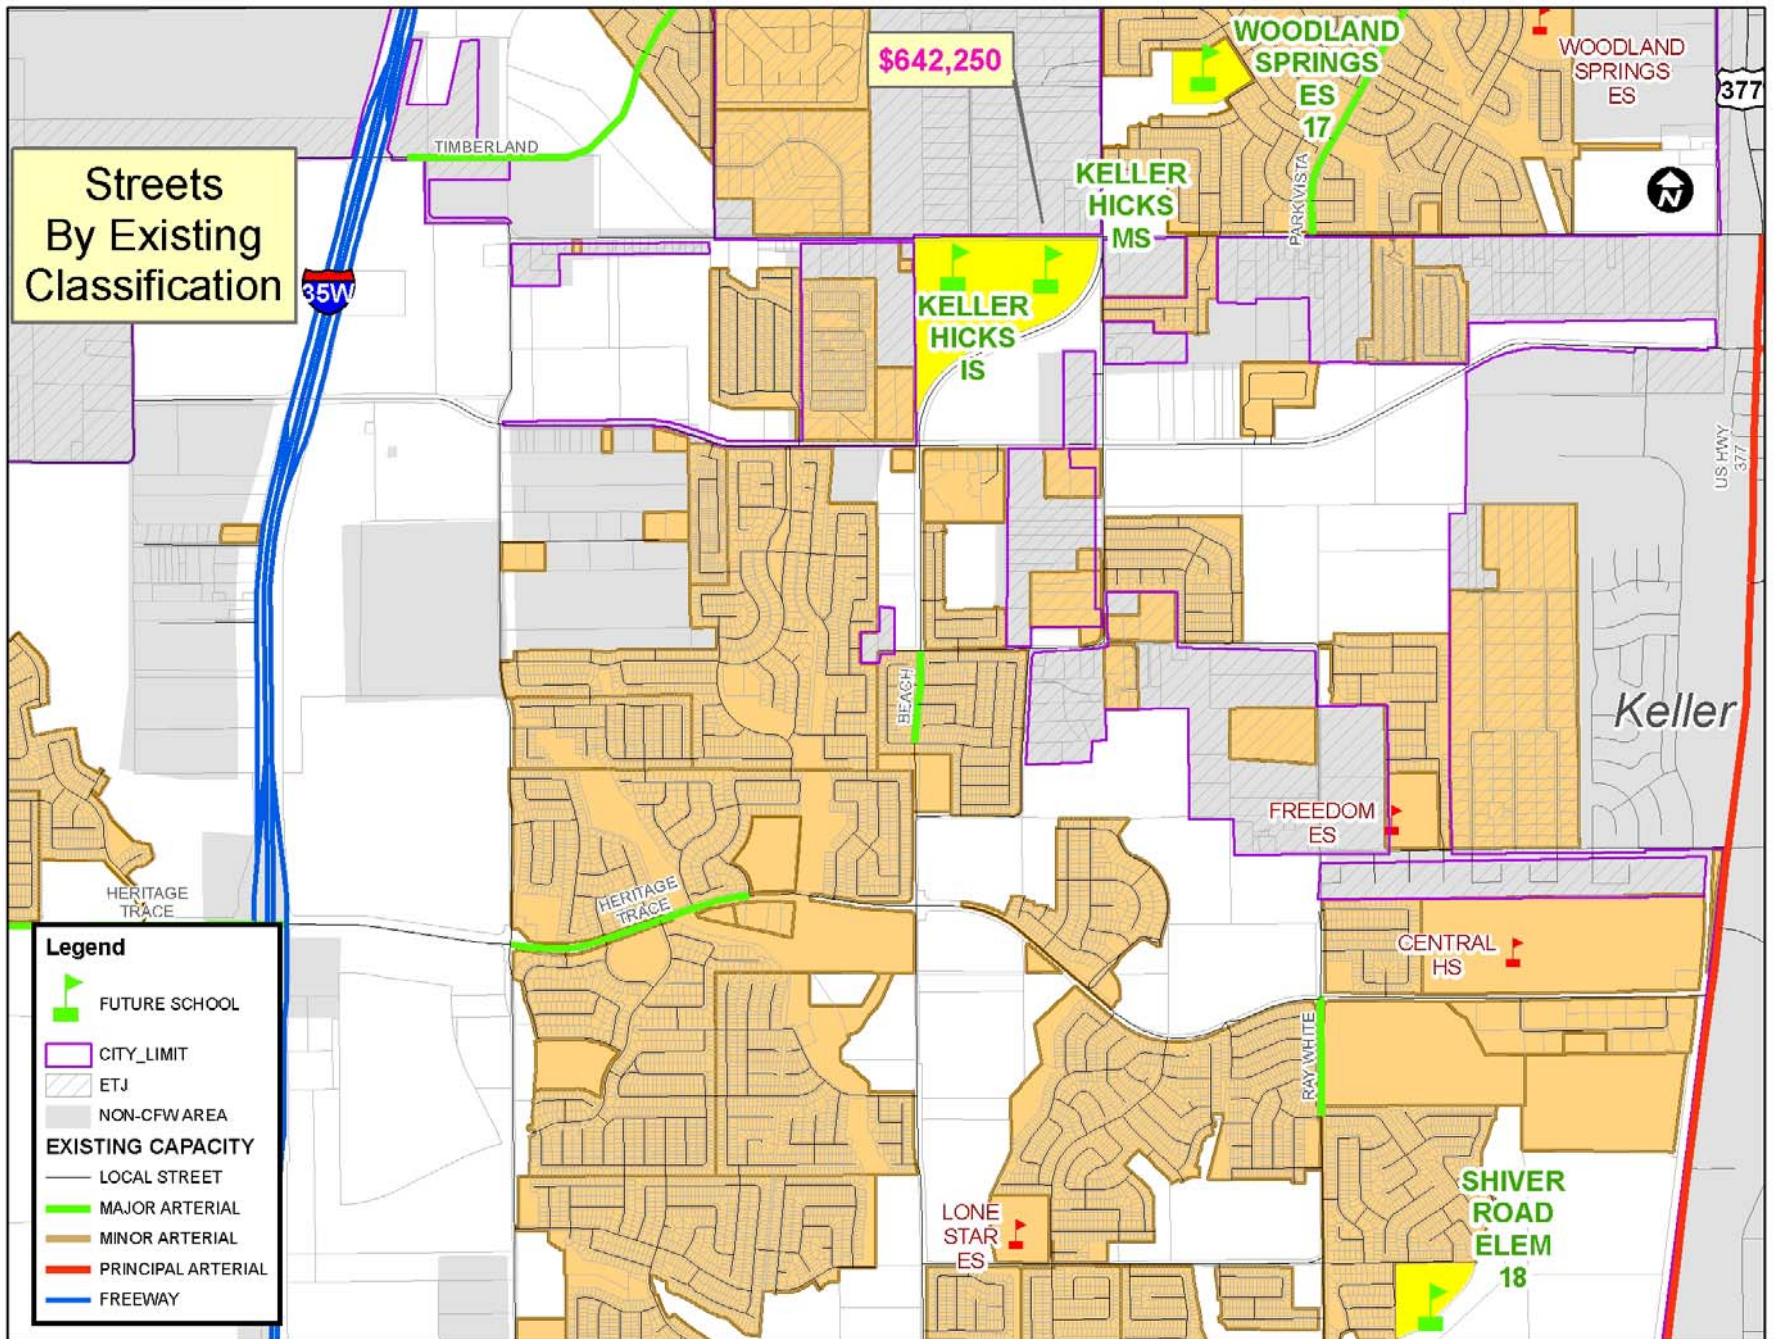 $642,250
WOODLAND
SPRINGS
ES
17
WOODLAND
SPRINGS
ES
377
TIMBERLAND
Streets
By Existing
Classification
35W
KELLER
HICKS
MS
PARK VISTA
N
KELLER
HICKS
IS
US HWY
377
BEACH
Keller
FREEDOM
ES
HERITAGE
TRACE
HERITAGE
TRACE
CENTRAL
HS
RAY WHITE
LONE
STAR
ES
SHIVER
ROAD
ELEM
18
Legend
FUTURE SCHOOL
CITY_LIMIT
ETJ
NON-CFW AREA
EXISTING CAPACITY
LOCAL STREET
MAJOR ARTERIAL
MINOR ARTERIAL
PRINCIPAL ARTERIAL
FREEWAY